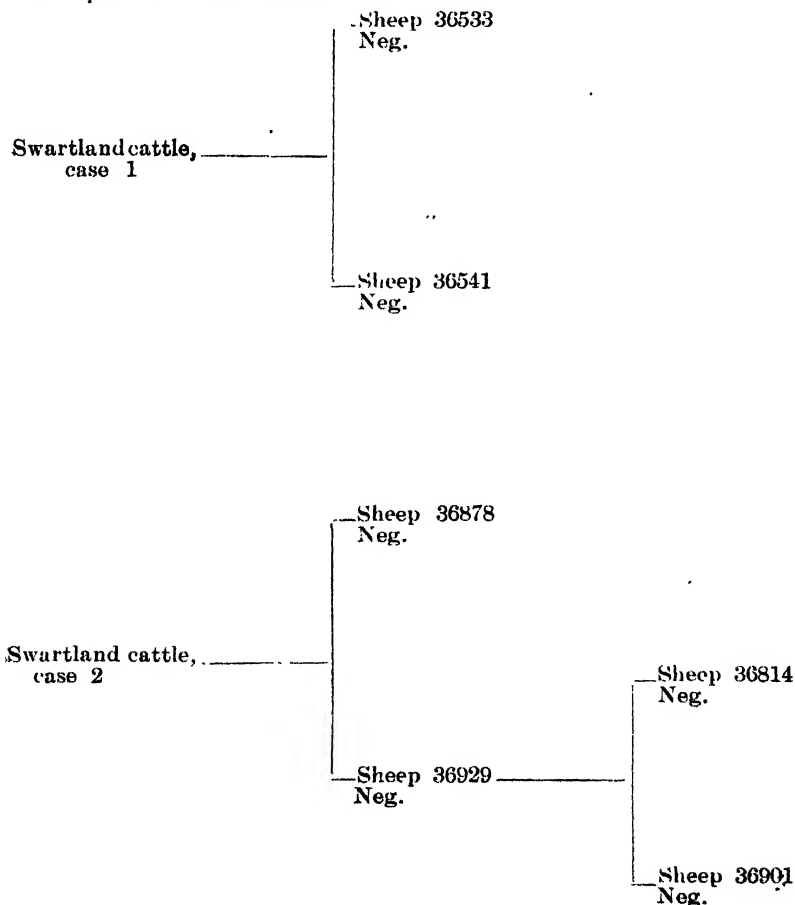 Sheep 36533
Neg.
Swartland cattle,
case 1
Sheep 36541
Neg.
Sheep 36878
Neg.
Swartland cattle,
case 2
Sheep 36814
Neg.
Sheep 36929
Neg.
Sheep 36901
Neg.